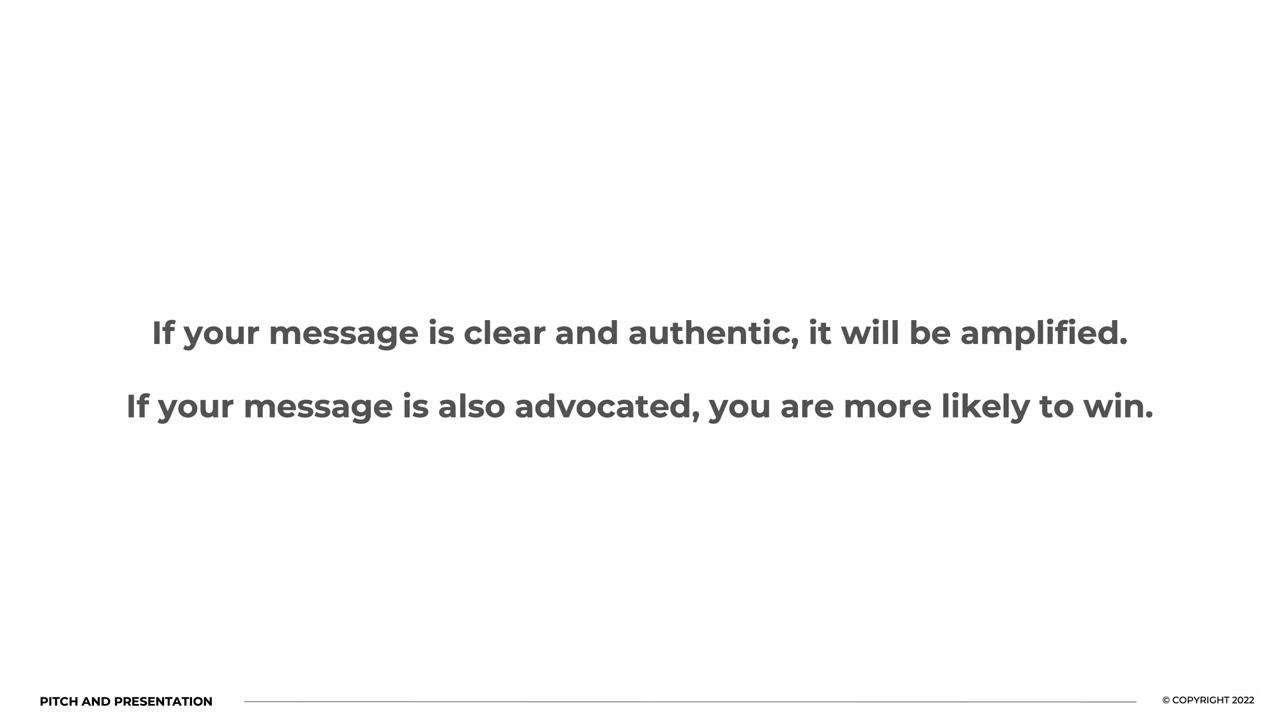 If your message is clear and authentic, it will be amplified.
If your message is also advocated, you are more likely to win.
PITCH AND PRESENTATION
© COPYRIGHT 2022